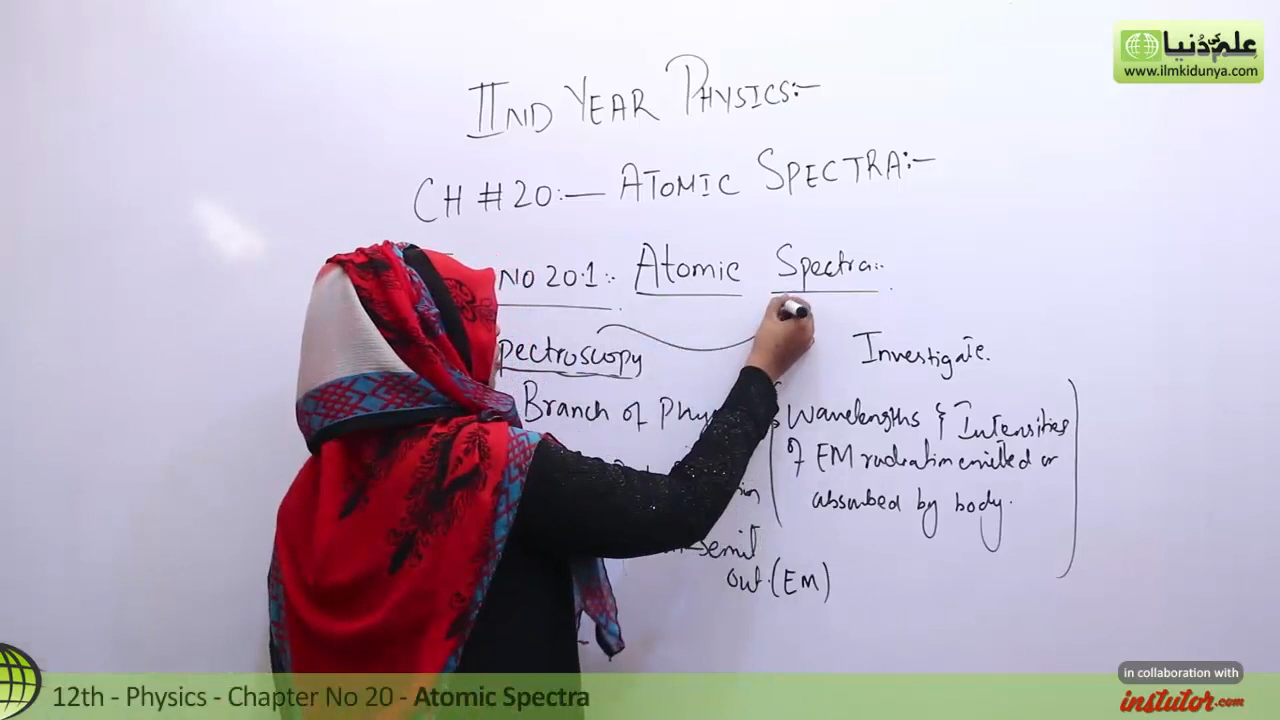 علم کی دُنیا
www.ilmkidunya.com
IIND YEAR PHYSICS:-
CH # 20:— ATOMIC SPECTRA:-
No 20.1:. Atomic Spectra:.
pectroscopy
Investigate.
Branch of Phy
Wavelengths & Intensities
of EM radiation emitted or
absorbed by body.
emit
out. (EM)
12th - Physics - Chapter No 20 - Atomic Spectra
in collaboration with
instutor.com